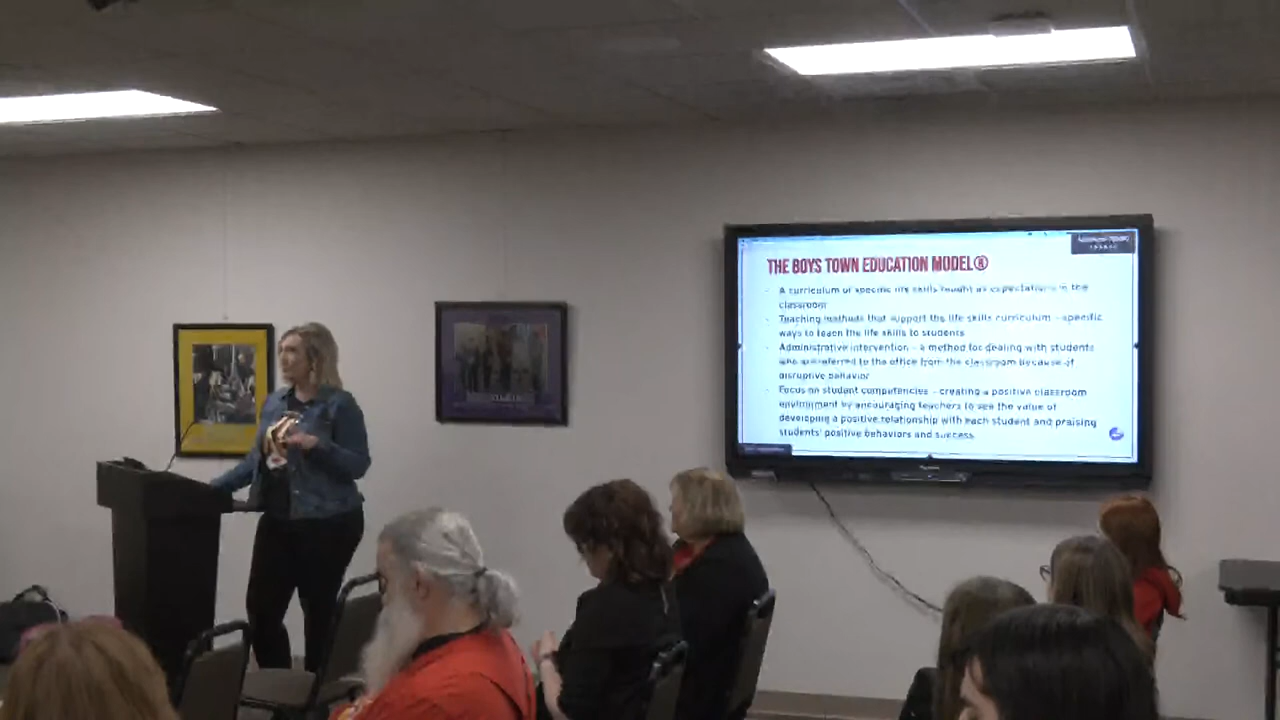 THE BOYS TOWN EDUCATION MODEL®
- A curriculum of specific life skills taught as expectations in the
classroom
- Teaching methods that support the life skills curriculum - specific
ways to teach the life skills to students
- Administrative intervention - a method for dealing with students
who are referred to the office from the classroom because of
disruptive behavior
- Focus on student competencies - creating a positive classroom
environment by encouraging teachers to see the value of
developing a positive relationship with each student and praising
students' positive behaviors and success